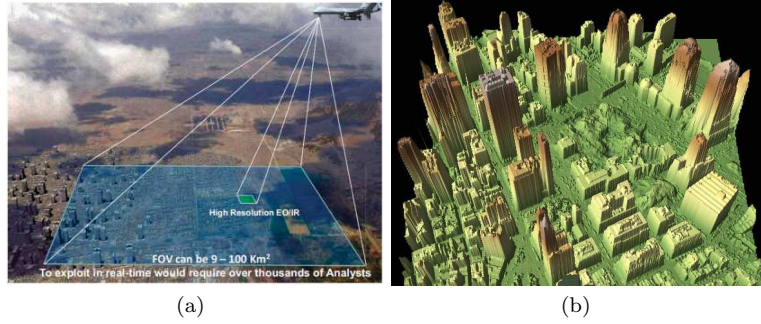 High Resolution EO/IR
FOV can be 9 – 100 Km²
To exploit in real-time would require over thousands of Analysts
(a)
(b)